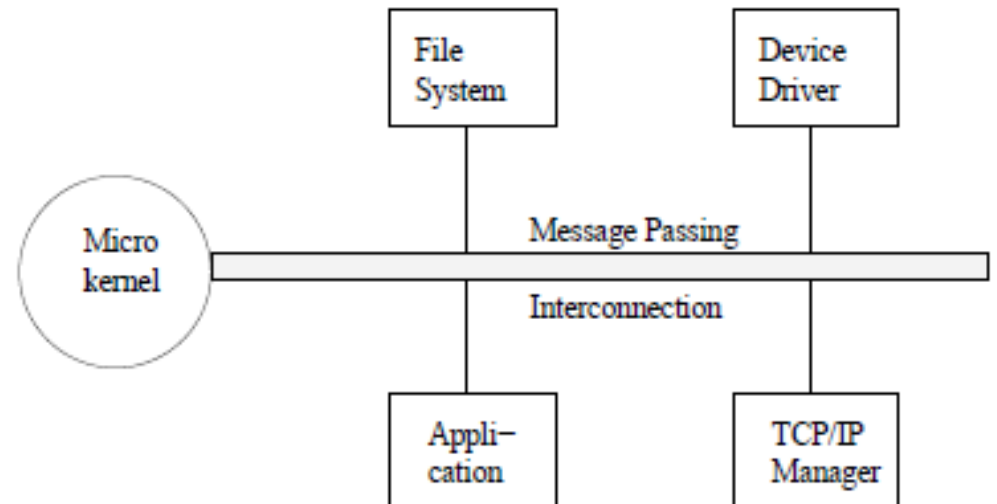 File
System
Device
Driver
Micro
kernel
Message Passing
Interconnection
Appli−
cation
TCP/IP
Manager